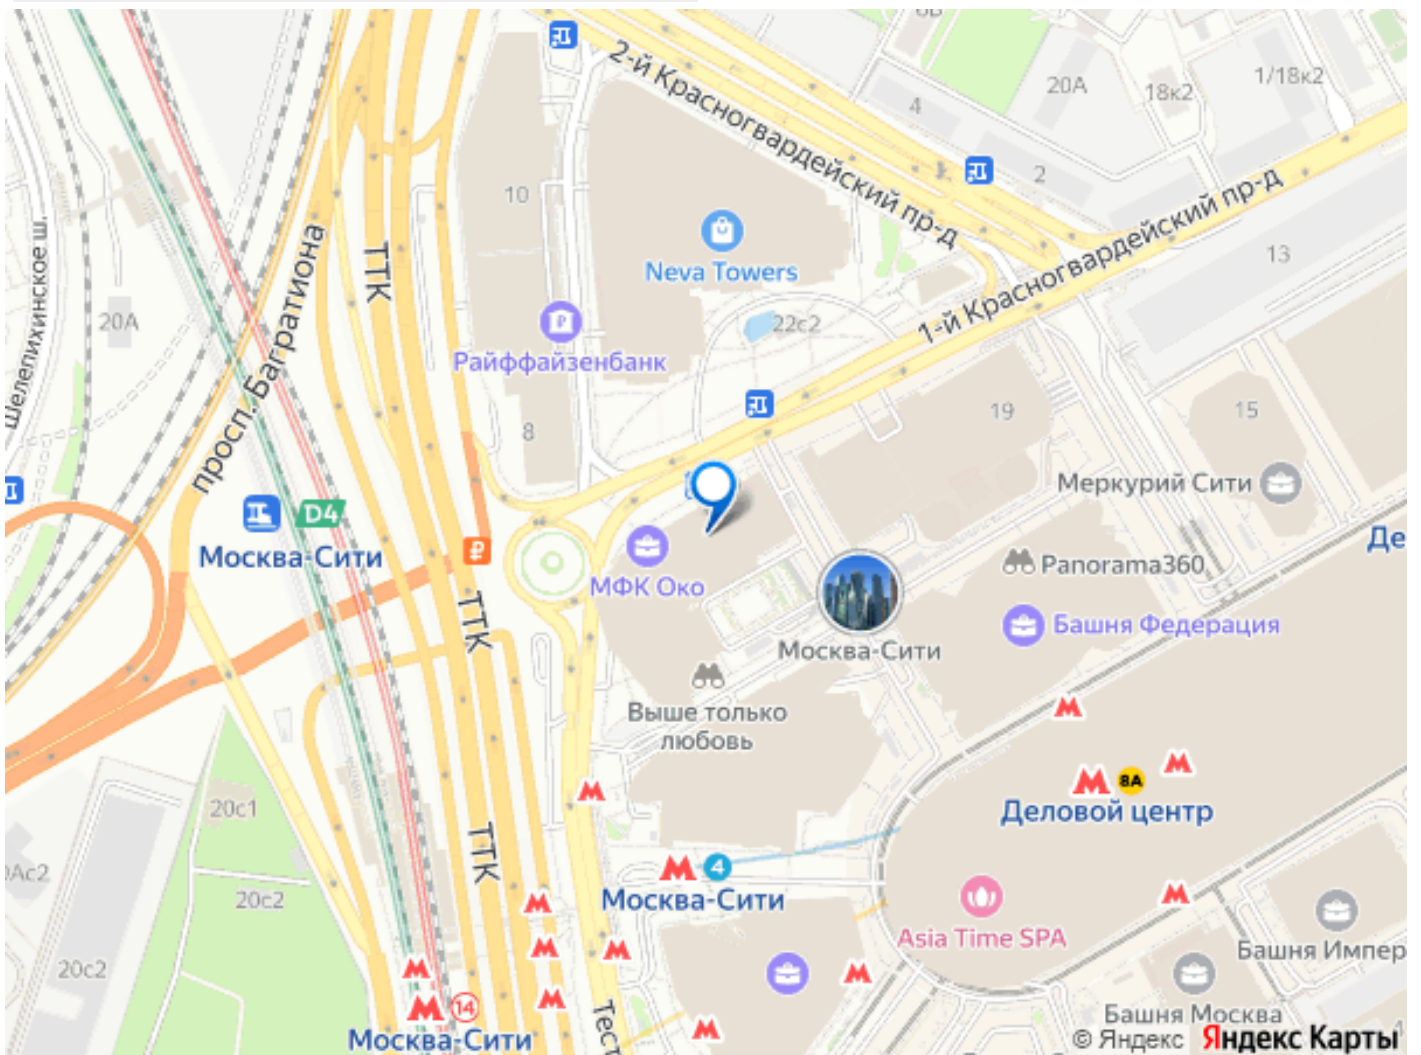 6В
2-й Красногвардейский пр-д
20А
18к2
1/18к2
4
2
10
Шелепихинское ш.
просп. Багратиона
ТТК
Neva Towers
1-й Красногвардейский пр-д
13
20А
Райффайзенбанк
22с2
8
19
15
Меркурий Сити
D4
Москва-Сити
МФК Око
Panorama360
Де
Башня Федерация
ТТК
Москва-Сити
Выше только
любовь
8А
Деловой центр
20с1
ТТК
4
Москва-Сити
20с2
Asia Time SPA
Башня Импер
20с2
14
Москва-Сити
Тест
Башня Москва
© Яндекс Яндекс Карты